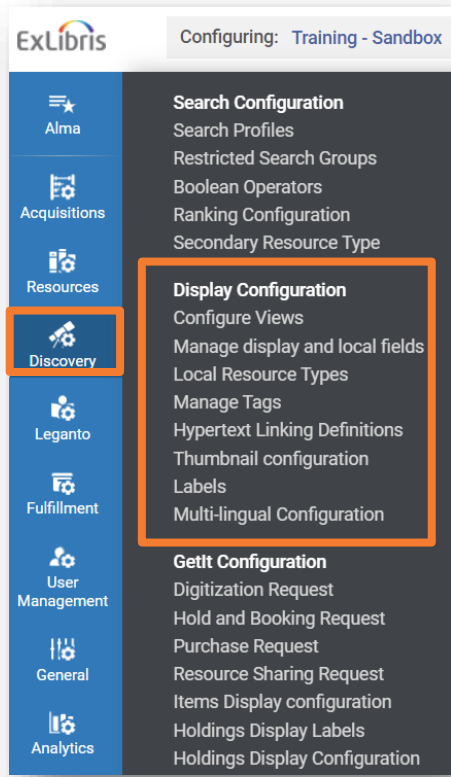 ExLibris
Configuring: Training - Sandbox
Alma
Acquisitions
Resources
Discovery
Leganto
Fulfillment
User
Management
General
Analytics
Search Configuration
Search Profiles
Restricted Search Groups
Boolean Operators
Ranking Configuration
Secondary Resource Type
Display Configuration
Configure Views
Manage display and local fields
Local Resource Types
Manage Tags
Hypertext Linking Definitions
Thumbnail configuration
Labels
Multi-lingual Configuration
GetIt Configuration
Digitization Request
Hold and Booking Request
Purchase Request
Resource Sharing Request
Items Display configuration
Holdings Display Labels
Holdings Display Configuration